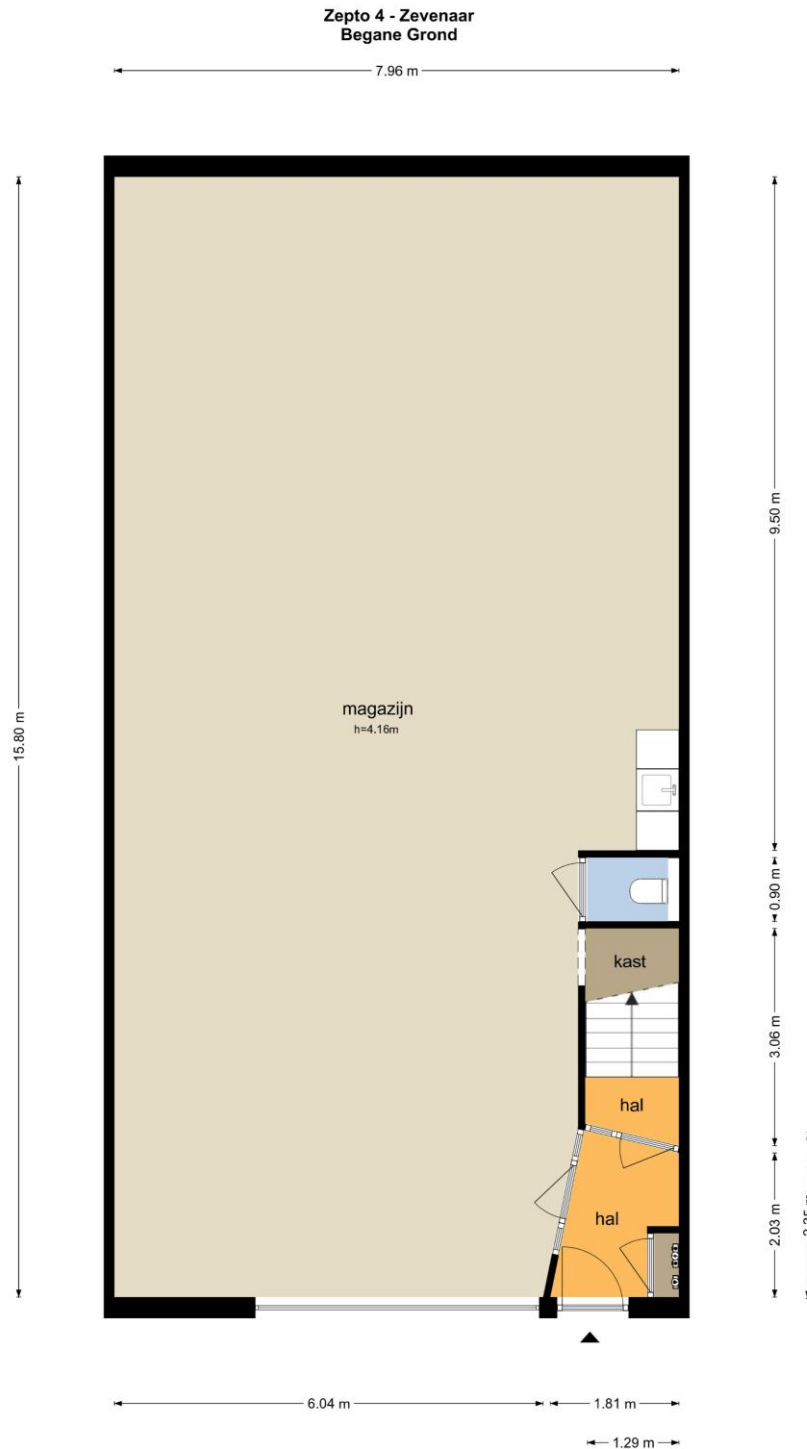 Zepto 4 - Zevenaar
Begane Grond
7.96 m
15.80 m
9.50 m
magazijn
h=4.16m
0.90 m
kast
3.06 m
hal
hal
2.03 m
6.04 m
1.81 m
1.29 m